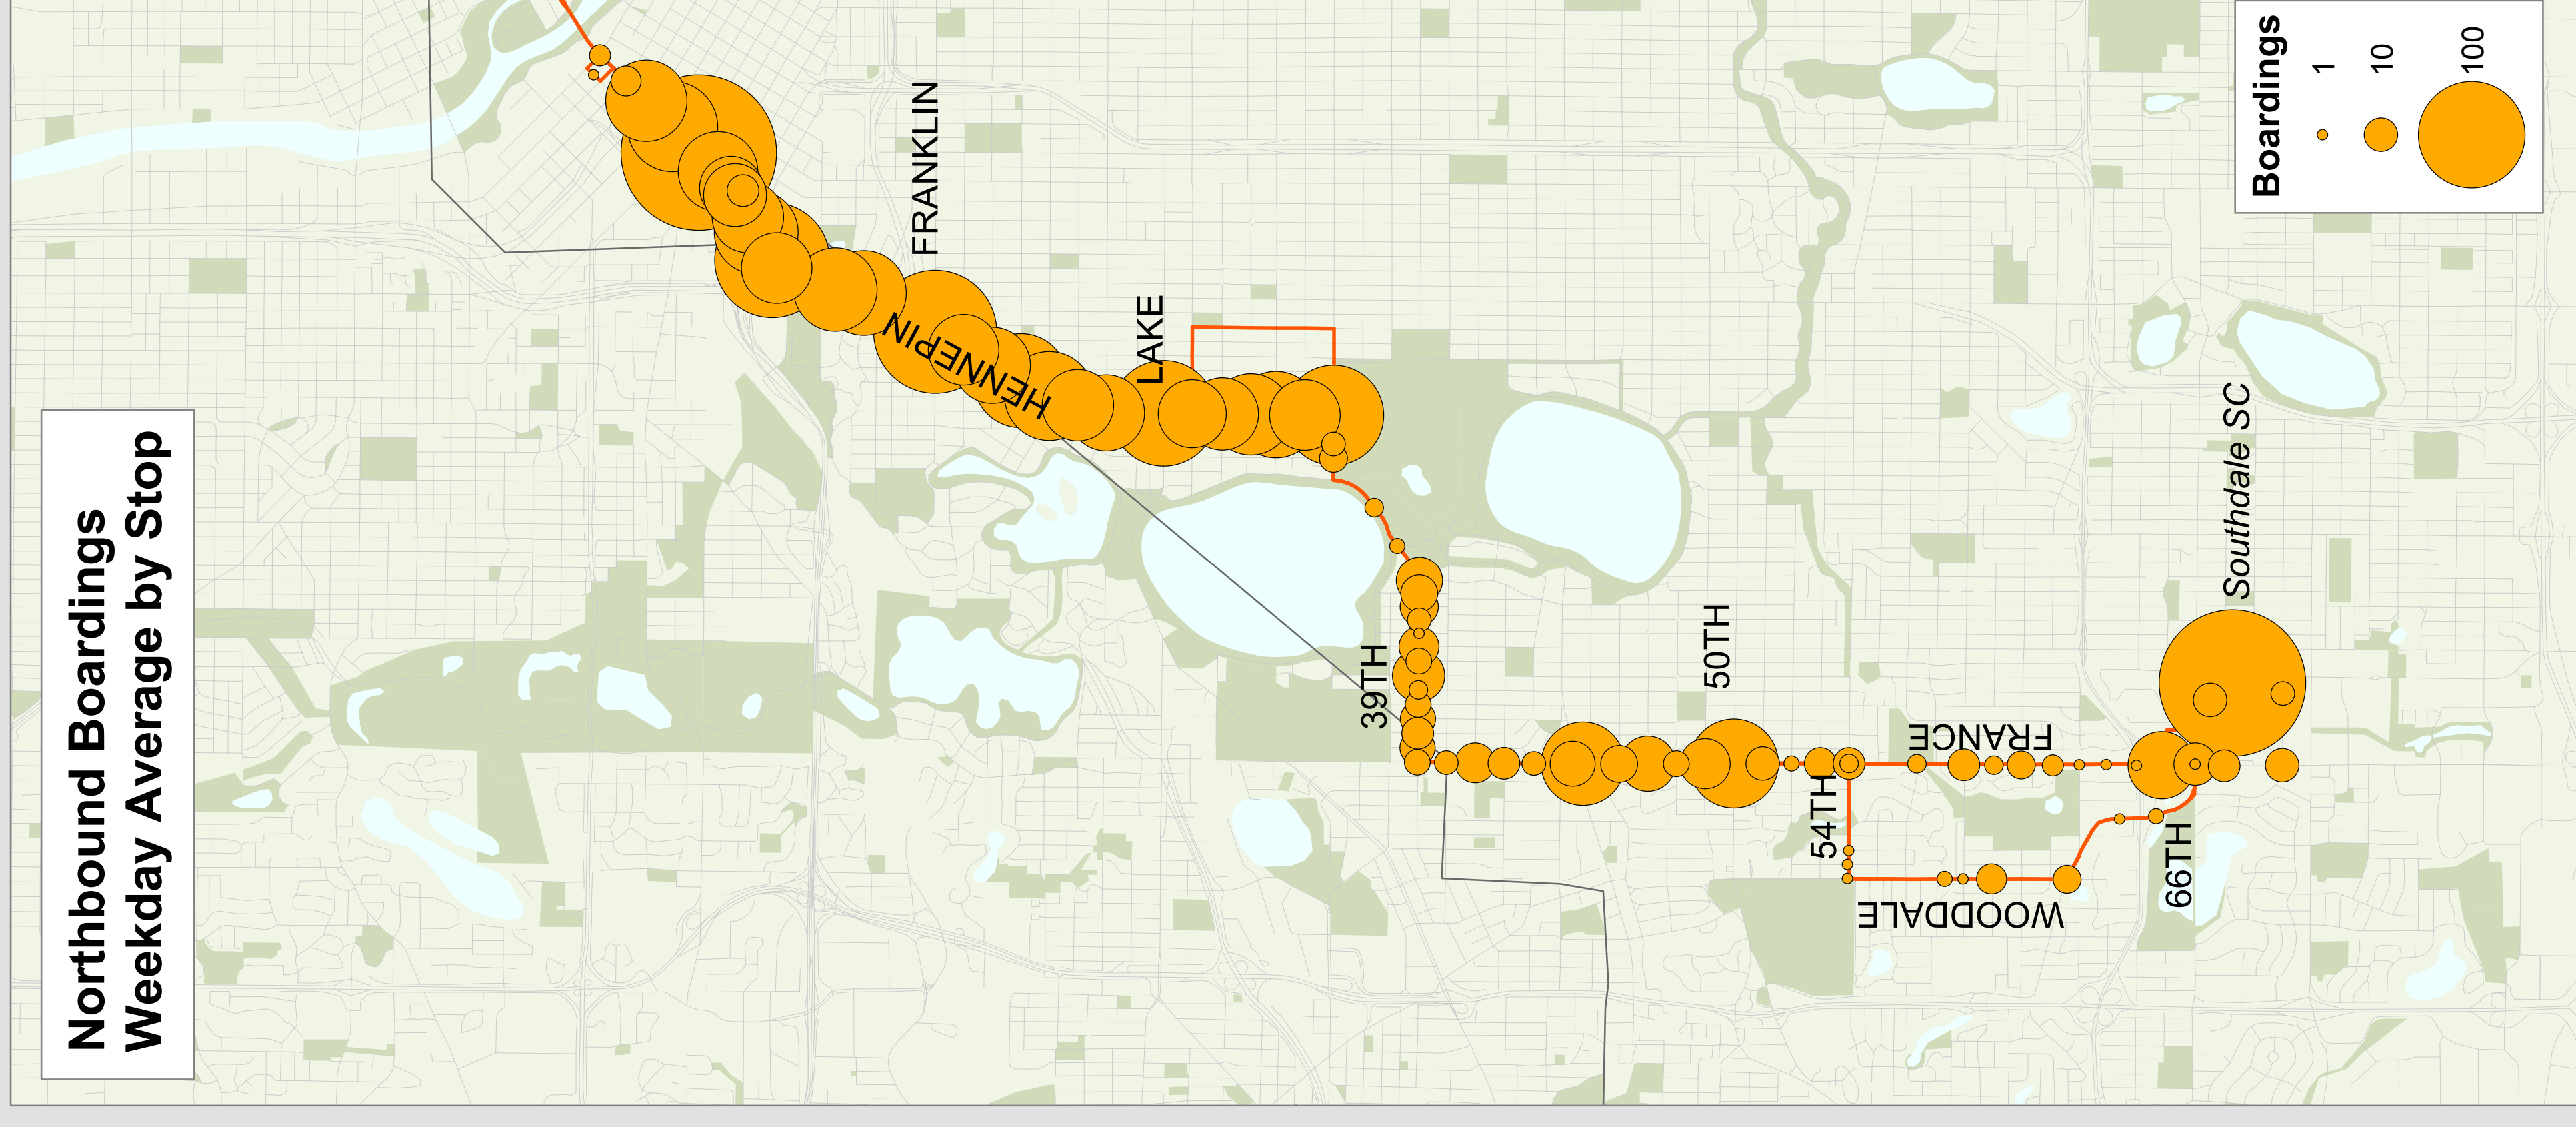 Northbound Boardings
Weekday Average by Stop
FRANKLIN
HENNEPIN
LAKE
39TH
50TH
54TH
FRANCE
WOODDALE
66TH
Southdale SC
Boardings
1
10
100